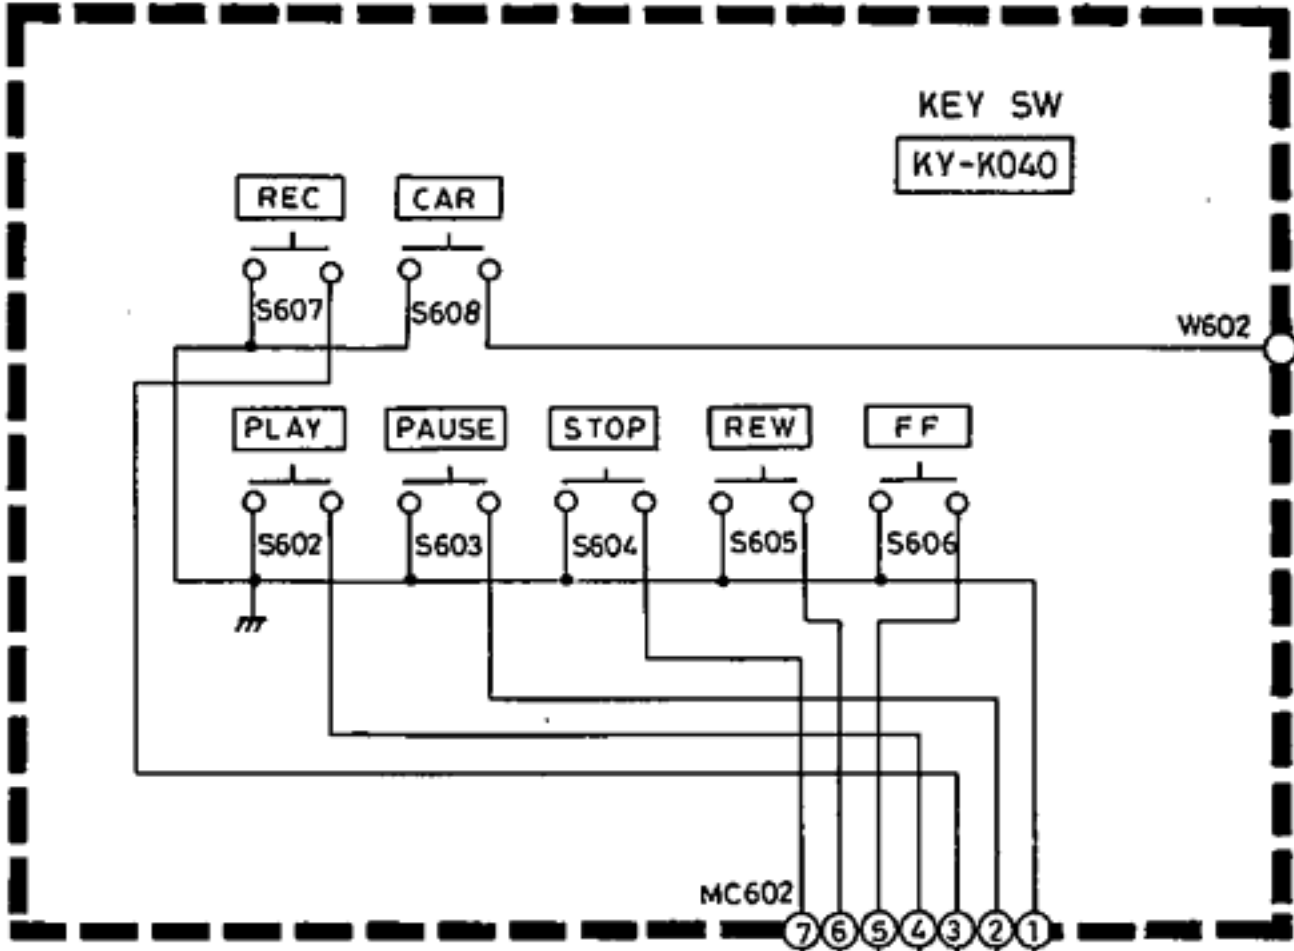 KEY SW
KY-K040
REC CAR
S607 S608
W602
PLAY PAUSE STOP REW FF
S602 S603 S604 S605 S606
MC602
7 6 5 4 3 2 1